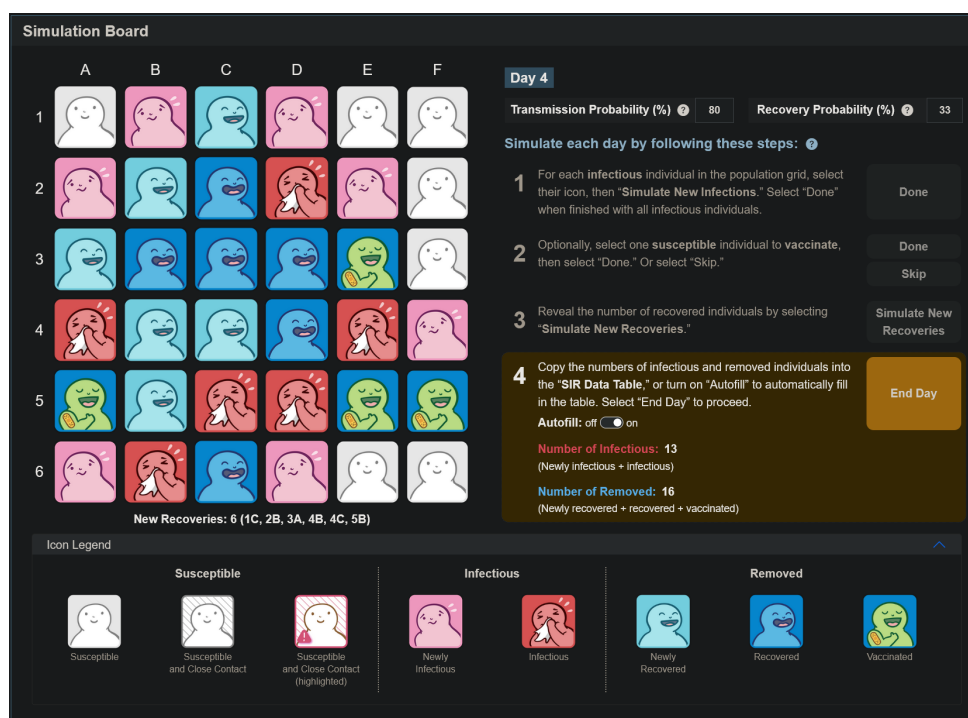 Simulation Board
A B C D E F
1
2
3
4
5
6
New Recoveries: 6 (1C, 2B, 3A, 4B, 4C, 5B)
Day 4
Transmission Probability (%) ? 80 Recovery Probability (%) ? 33
Simulate each day by following these steps: ?
1
For each infectious individual in the population grid, select
their icon, then “Simulate New Infections.” Select “Done”
when finished with all infectious individuals.
Done
2
Optionally, select one susceptible individual to vaccinate,
then select “Done.” Or select “Skip.”
Done
Skip
3
Reveal the number of recovered individuals by selecting
“Simulate New Recoveries.”
Simulate New
Recoveries
4
Copy the numbers of infectious and removed individuals into
the “SIR Data Table,” or turn on “Autofill” to automatically fill
in the table. Select “End Day” to proceed.
Autofill: off on
End Day
Number of Infectious: 13
(Newly infectious + infectious)
Number of Removed: 16
(Newly recovered + recovered + vaccinated)
Icon Legend
Susceptible
Susceptible
Susceptible
and Close Contact
Susceptible
and Close Contact
(highlighted)
Infectious
Newly
Infectious
Infectious
Removed
Newly
Recovered
Recovered
Vaccinated